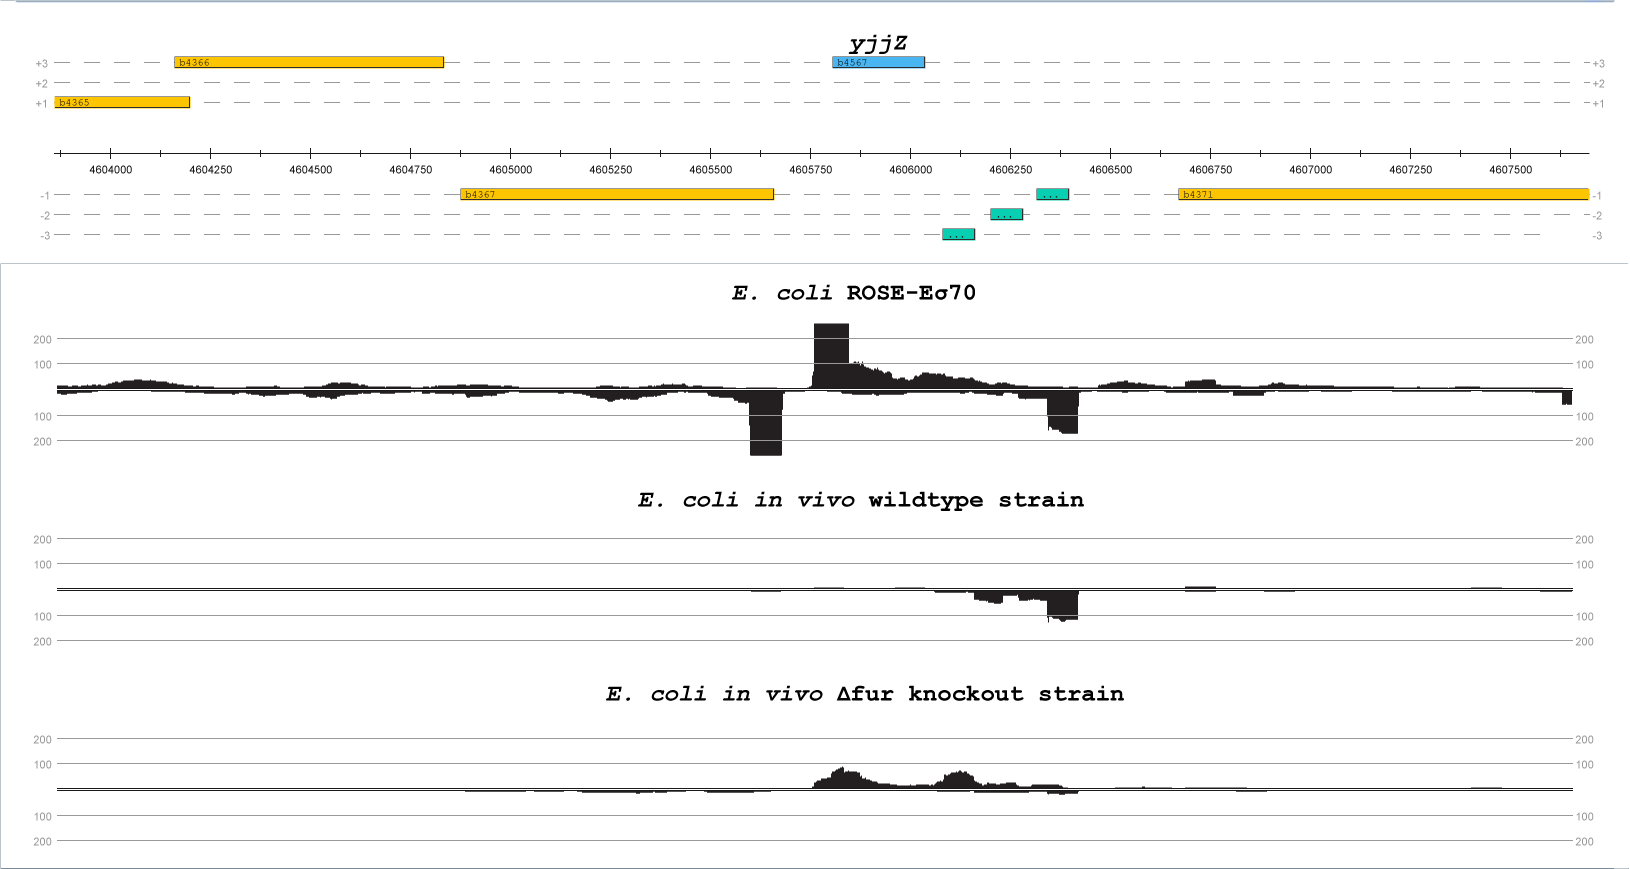 yjjZ
+3 b4366 b4567 +3
+2 +2
+1 b4365 +1
4604000 4604250 4604500 4604750 4605000 4605250 4605500 4605750 4606000 4606250 4606500 4606750 4607000 4607250 4607500
-1 b4367 ... b4371 -1
-2 ... -2
-3 ... -3
E. coli ROSE-Eσ70
200 200
100 100
100 100
200 200
E. coli in vivo wildtype strain
200 200
100 100
100 100
200 200
E. coli in vivo Δfur knockout strain
200 200
100 100
100 100
200 200